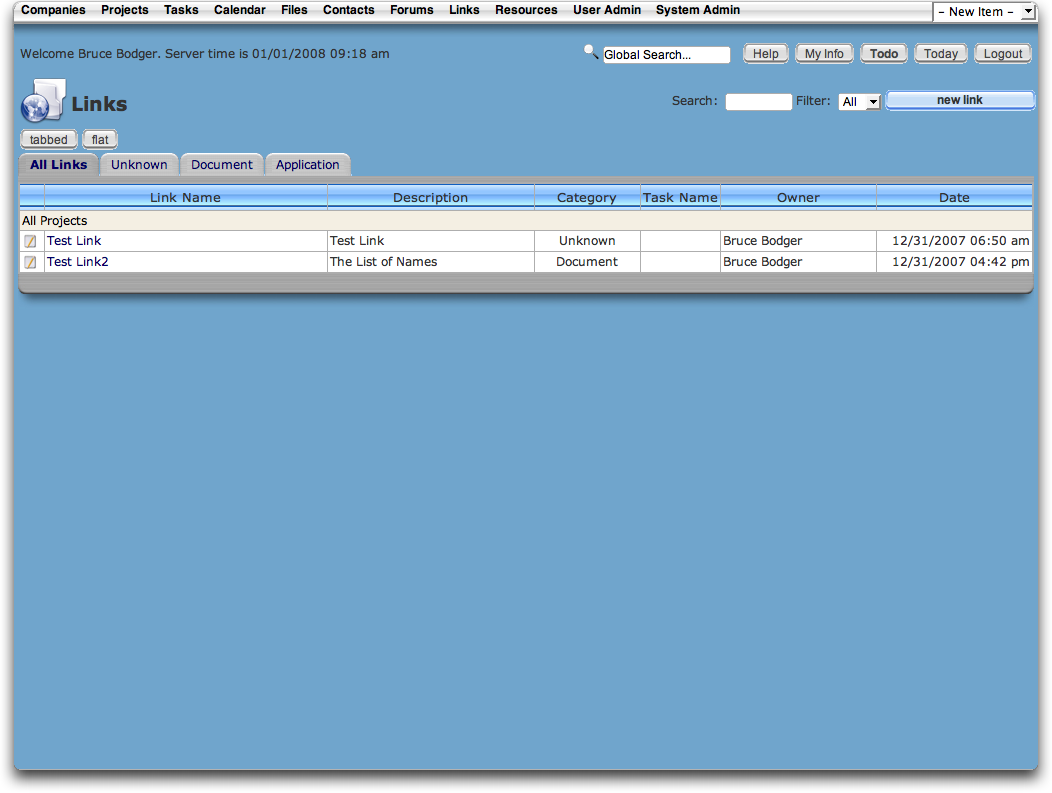 Companies Projects Tasks Calendar Files Contacts Forums Links Resources User Admin System Admin - New Item -
Welcome Bruce Bodger. Server time is 01/01/2008 09:18 am Global Search... Help My Info Todo Today Logout
Links Search: Filter: All new link
tabbed flat
All Links Unknown Document Application
Link Name Description Category Task Name Owner Date
All Projects
Test Link Test Link Unknown Bruce Bodger 12/31/2007 06:50 am
Test Link2 The List of Names Document Bruce Bodger 12/31/2007 04:42 pm